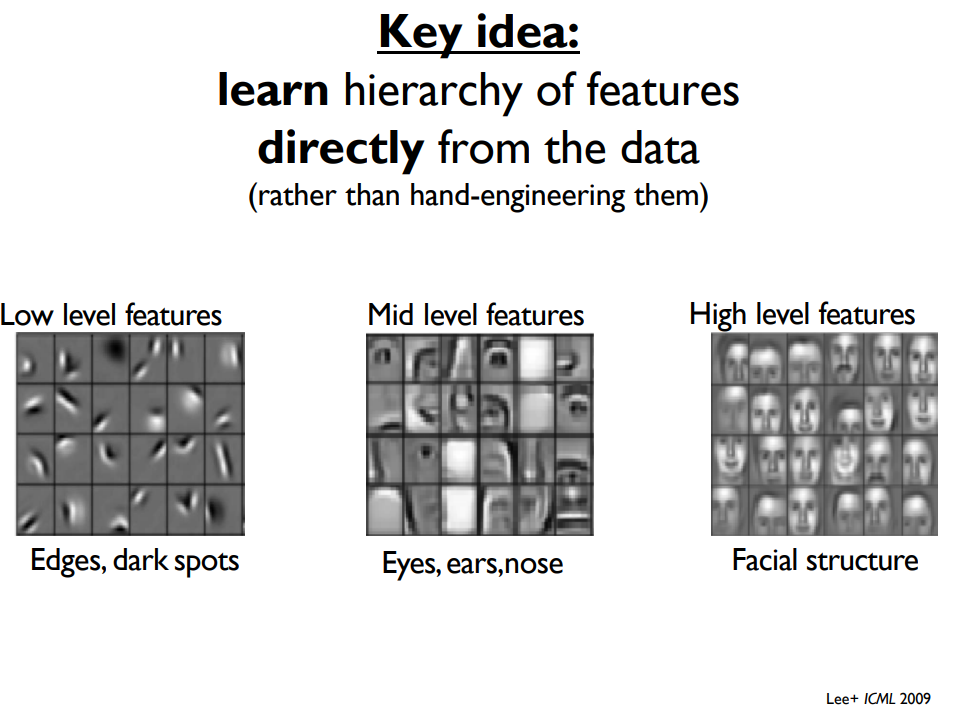 Key idea:
learn hierarchy of features
directly from the data
(rather than hand-engineering them)
Low level features
Mid level features
High level features
Edges, dark spots
Eyes, ears,nose
Facial structure
Lee+ ICML 2009